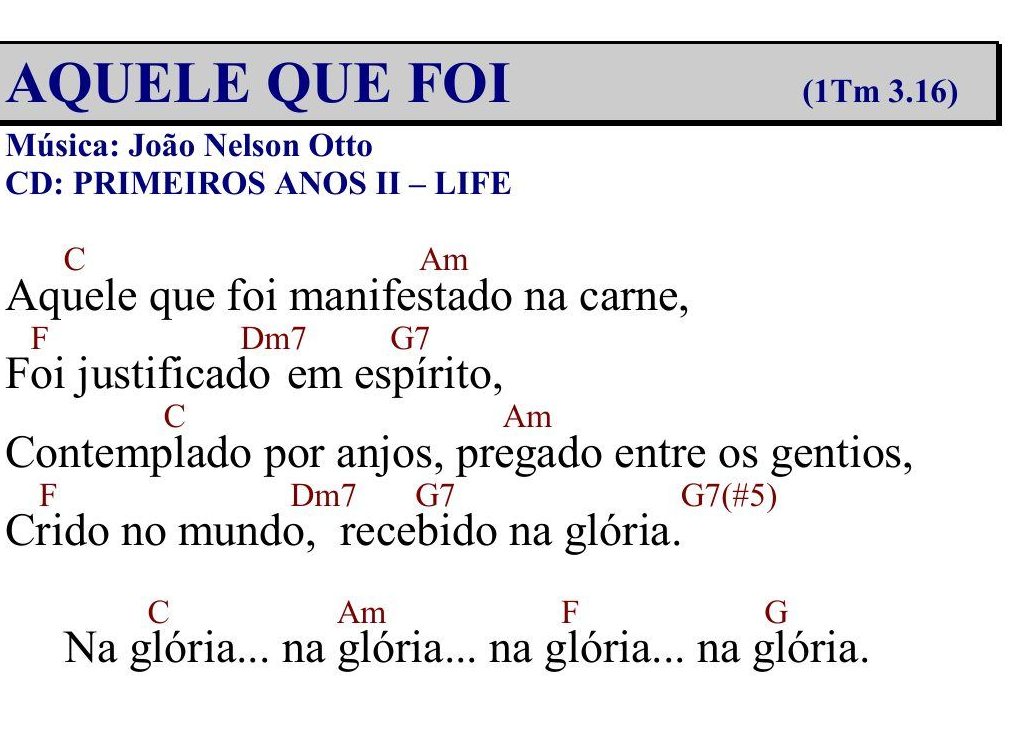 AQUELE QUE FOI (1Tm 3.16)
Música: João Nelson Otto
CD: PRIMEIROS ANOS II – LIFE
C Am
Aquele que foi manifestado na carne,
F Dm7 G7
Foi justificado em espírito,
C Am
Contemplado por anjos, pregado entre os gentios,
F Dm7 G7 G7(#5)
Crido no mundo, recebido na glória.
C Am F G
Na glória... na glória... na glória... na glória.